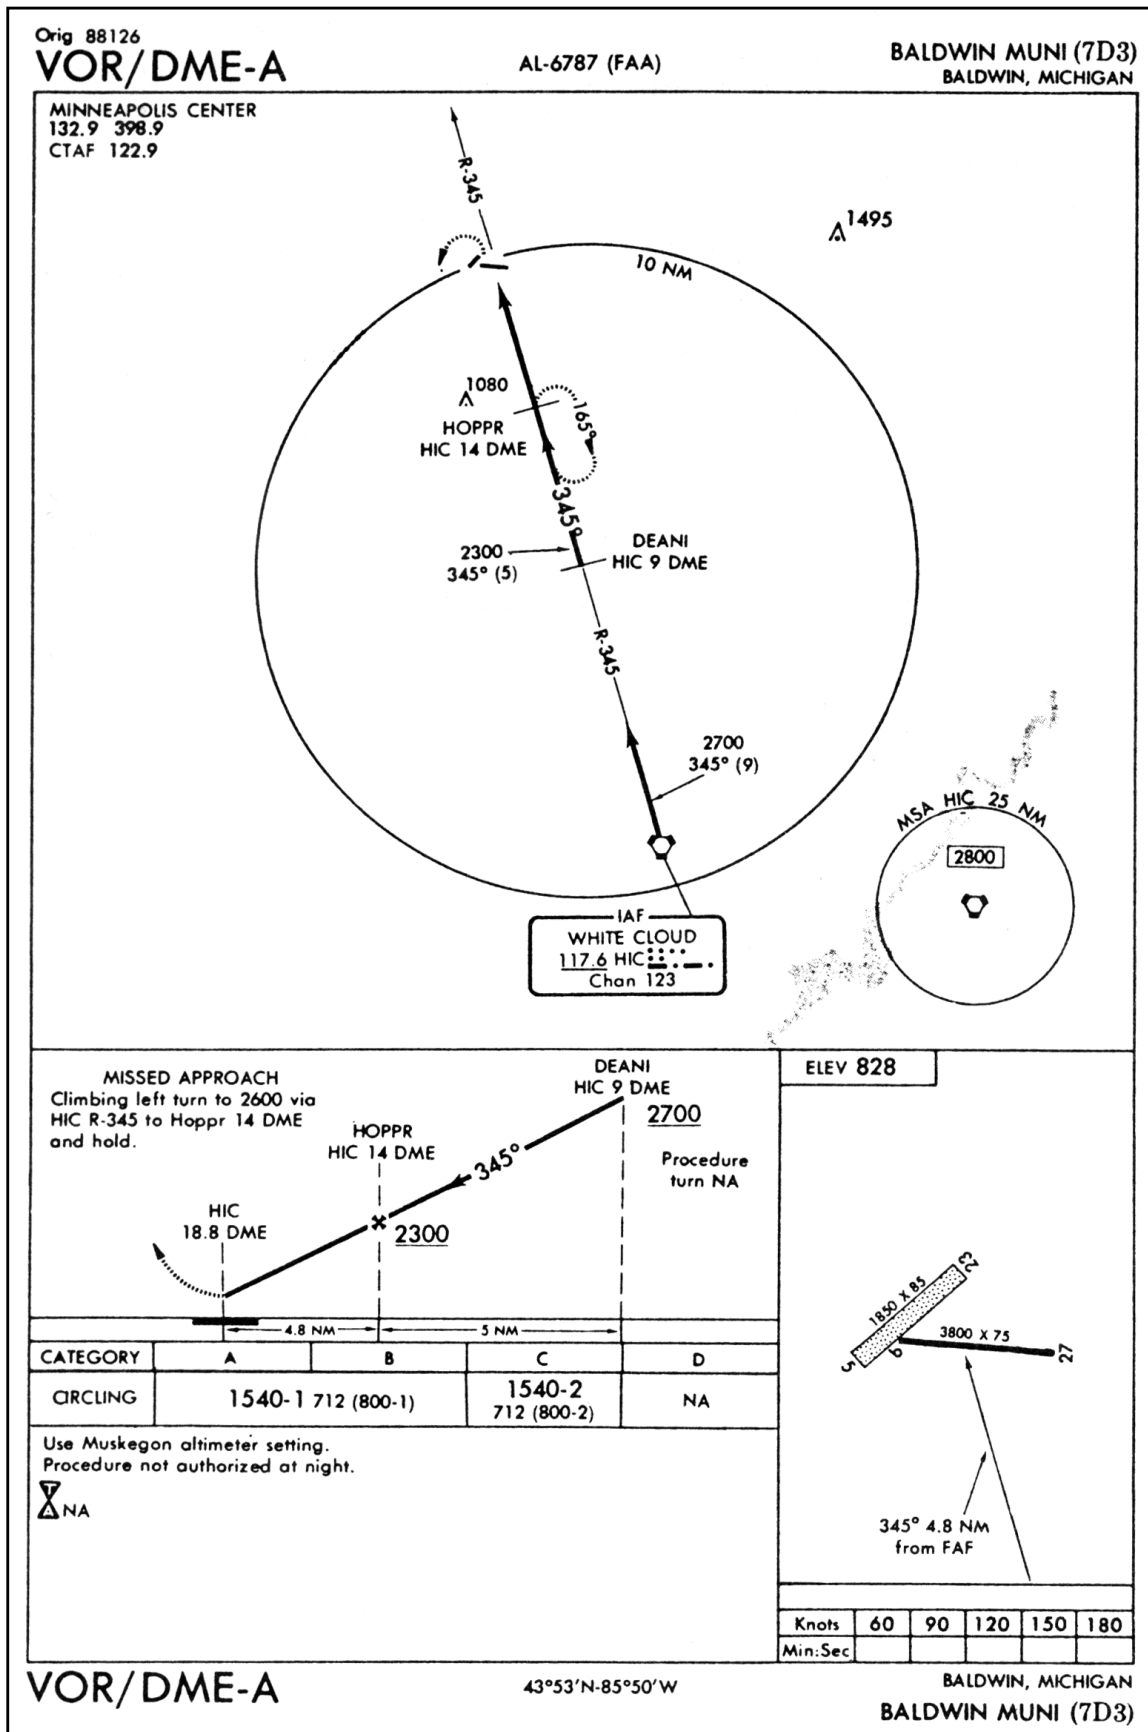 Orig 88126
VOR/DME-A
AL-6787 (FAA)
BALDWIN MUNI (7D3)
BALDWIN, MICHIGAN
MINNEAPOLIS CENTER
132.9 398.9
CTAF 122.9
R-345
1495
10 NM
1080
HOPPR
HIC 14 DME
165°
345°
DEANI
HIC 9 DME
2300
345° (5)
R-345
2700
345° (9)
MSA HIC 25 NM
2800
IAF
WHITE CLOUD
117.6 HIC
Chan 123
MISSED APPROACH
Climbing left turn to 2600 via
HIC R-345 to Hoppr 14 DME
and hold.
DEANI
HIC 9 DME
2700
HOPPR
HIC 14 DME
345°
Procedure
turn NA
HIC
18.8 DME
2300
4.8 NM
5 NM
CATEGORY A B C D
CIRCLING 1540-1 712 (800-1) 1540-2 712 (800-2) NA
Use Muskegon altimeter setting.
Procedure not authorized at night.
T
A NA
ELEV 828
23
1850 X 85
5
9
3800 X 75
27
345° 4.8 NM
from FAF
Knots 60 90 120 150 180
Min:Sec
VOR/DME-A
43°53'N-85°50'W
BALDWIN, MICHIGAN
BALDWIN MUNI (7D3)